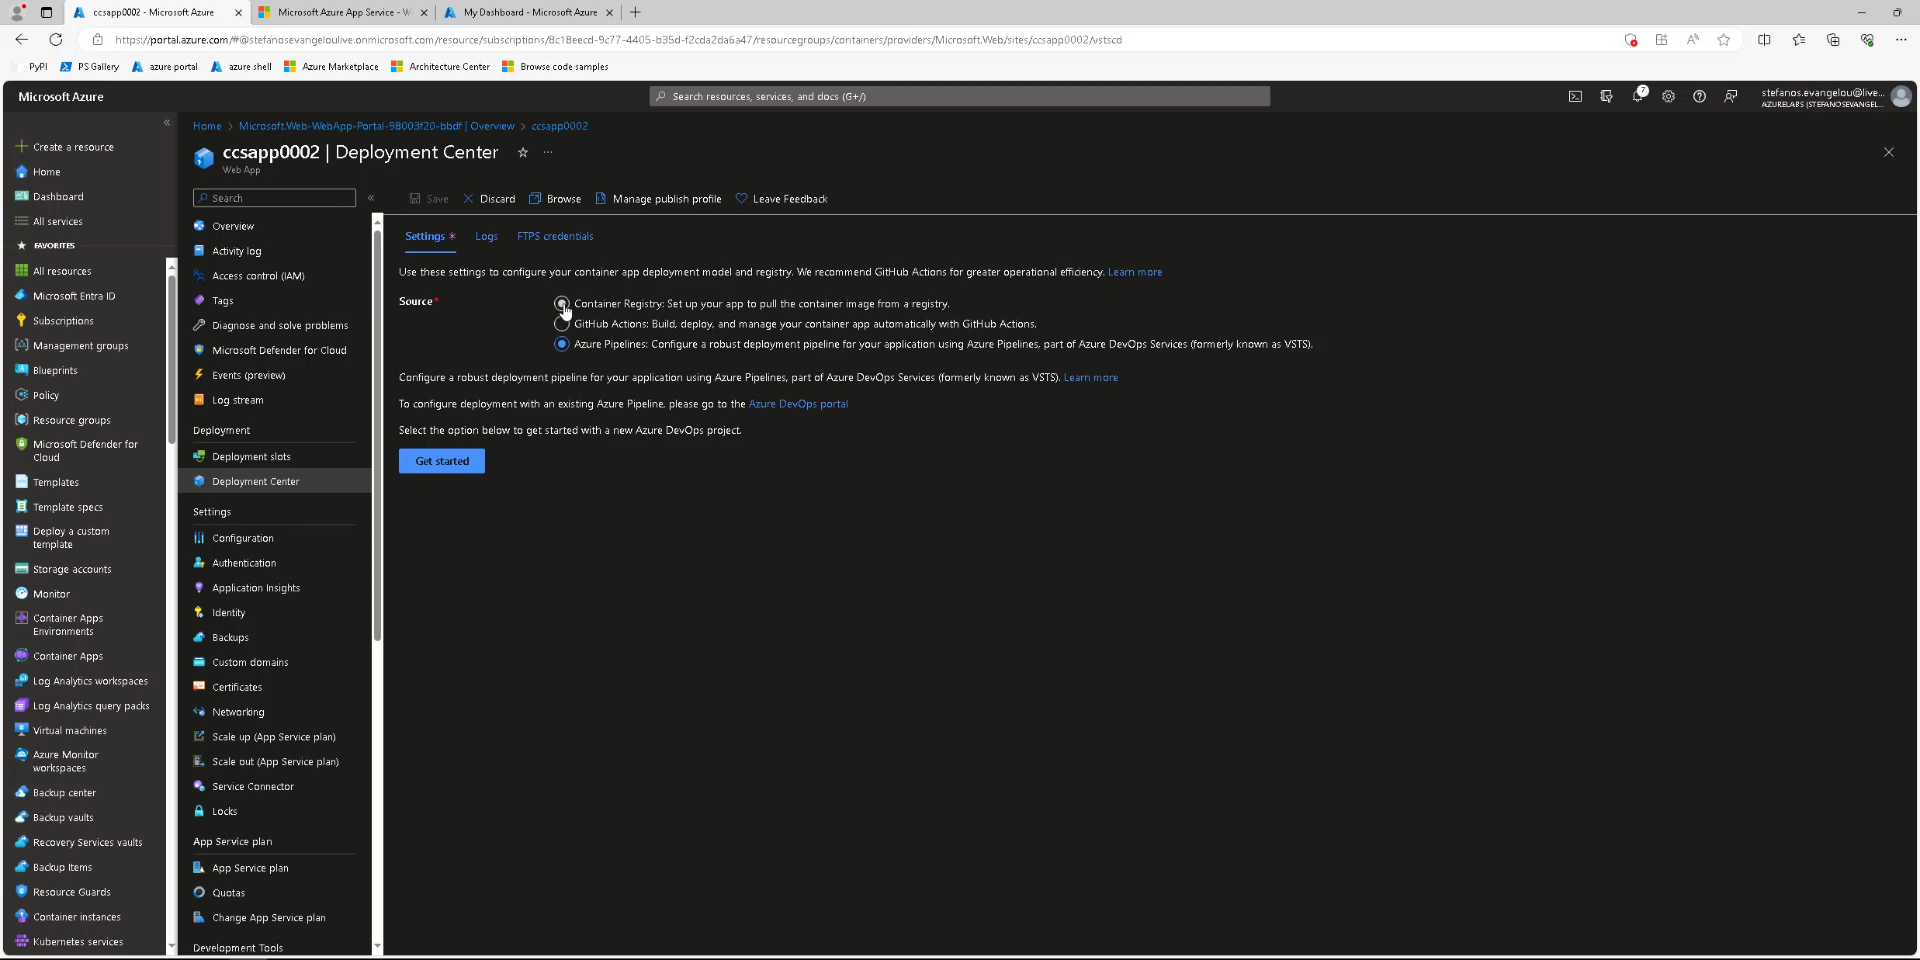 ccsapp0002 - Microsoft Azure
Microsoft Azure App Service - W
My Dashboard - Microsoft Azure
https://portal.azure.com/#@stefanosevangeloulive.onmicrosoft.com/resource/subscriptions/8c18eecd-9c77-4405-b35d-f2cda2da6a47/resourcegroups/containers/providers/Microsoft.Web/sites/ccsapp0002/vstscd
PyPI
PS Gallery
azure portal
azure shell
Azure Marketplace
Architecture Center
Browse code samples
Microsoft Azure
Search resources, services, and docs (G+/)
7
stefanos.evangelou@live...
AZURELABS (STEFANOSEVANGEL...
Create a resource
Home
Dashboard
All services
FAVORITES
All resources
Microsoft Entra ID
Subscriptions
Management groups
Blueprints
Policy
Resource groups
Microsoft Defender for
Cloud
Templates
Template specs
Deploy a custom
template
Storage accounts
Monitor
Container Apps
Environments
Container Apps
Log Analytics workspaces
Log Analytics query packs
Virtual machines
Azure Monitor
workspaces
Backup center
Backup vaults
Recovery Services vaults
Backup Items
Resource Guards
Container instances
Kubernetes services
Home > Microsoft.Web-WebApp-Portal-98003f20-bbdf | Overview > ccsapp0002
ccsapp0002 | Deployment Center
Web App
Search
Overview
Activity log
Access control (IAM)
Tags
Diagnose and solve problems
Microsoft Defender for Cloud
Events (preview)
Log stream
Deployment
Deployment slots
Deployment Center
Settings
Configuration
Authentication
Application Insights
Identity
Backups
Custom domains
Certificates
Networking
Scale up (App Service plan)
Scale out (App Service plan)
Service Connector
Locks
App Service plan
App Service plan
Quotas
Change App Service plan
Development Tools
Save
Discard
Browse
Manage publish profile
Leave Feedback
Settings *
Logs
FTPS credentials
Use these settings to configure your container app deployment model and registry. We recommend GitHub Actions for greater operational efficiency. Learn more
Source*
Container Registry: Set up your app to pull the container image from a registry.
GitHub Actions: Build, deploy, and manage your container app automatically with GitHub Actions.
Azure Pipelines: Configure a robust deployment pipeline for your application using Azure Pipelines, part of Azure DevOps Services (formerly known as VSTS).
Configure a robust deployment pipeline for your application using Azure Pipelines, part of Azure DevOps Services (formerly known as VSTS). Learn more
To configure deployment with an existing Azure Pipeline, please go to the Azure DevOps portal
Select the option below to get started with a new Azure DevOps project.
Get started